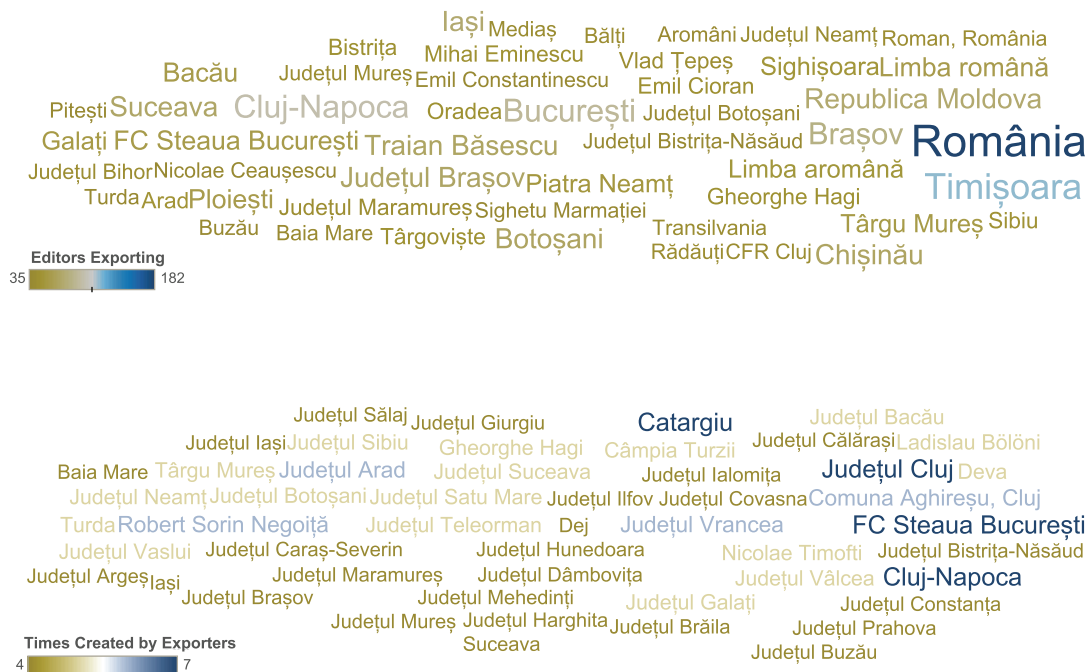 Iași Mediaș Bălți Aromâni Județul Neamț Roman, România
Bistrița Mihai Eminescu Vlad Țepeș Sighișoara Limba română
Bacău Județul Mureș Emil Constantinescu Emil Cioran
Pitești Suceava Cluj-Napoca Oradea București Județul Botoșani Republica Moldova
Galați FC Steaua București Traian Băsescu Județul Bistrița-Năsăud Brașov România
Județul Bihor Nicolae Ceaușescu Județul Brașov Piatra Neamț Limba aromână Timișoara
Turda Arad Ploiești Județul Maramureș Sighetu Marmației Gheorghe Hagi
Buzău Baia Mare Târgoviște Botoșani Transilvania Târgu Mureș Sibiu
Rădăuți CFR Cluj Chișinău
Editors Exporting
35 182
Județul Sălaj Județul Giurgiu Catargiu Județul Bacău
Județul Iași Județul Sibiu Gheorghe Hagi Câmpia Turzii Județul Călărași Ladislau Bölöni
Baia Mare Târgu Mureș Județul Arad Județul Suceava Județul Ialomița Județul Cluj Deva
Județul Neamț Județul Botoșani Județul Satu Mare Județul Ilfov Județul Covasna Comuna Aghireșu, Cluj
Turda Robert Sorin Negoiță Județul Teleorman Dej Județul Vrancea FC Steaua București
Județul Vaslui Județul Caraș-Severin Județul Hunedoara Nicolae Timofti Județul Bistrița-Năsăud
Județul Argeș Iași Județul Maramureș Județul Dâmbovița Județul Vâlcea Cluj-Napoca
Județul Brașov Județul Mehedinți Județul Galați Județul Constanța
Județul Mureș Județul Harghita Județul Brăila Județul Prahova
Suceava Județul Buzău
Times Created by Exporters
4 7